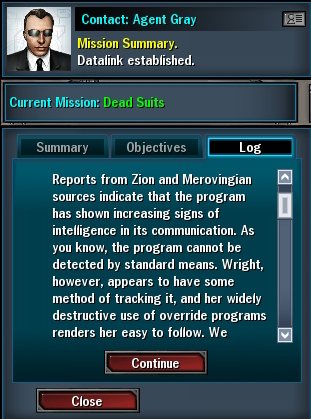 Contact: Agent Gray
Mission Summary.
Datalink established.
Current Mission: Dead Suits
Summary
Objectives
Log
Reports from Zion and Merovingian
sources indicate that the program
has shown increasing signs of
intelligence in its communication. As
you know, the program cannot be
detected by standard means. Wright,
however, appears to have some
method of tracking it, and her widely
destructive use of override programs
renders her easy to follow. We
Continue
Close